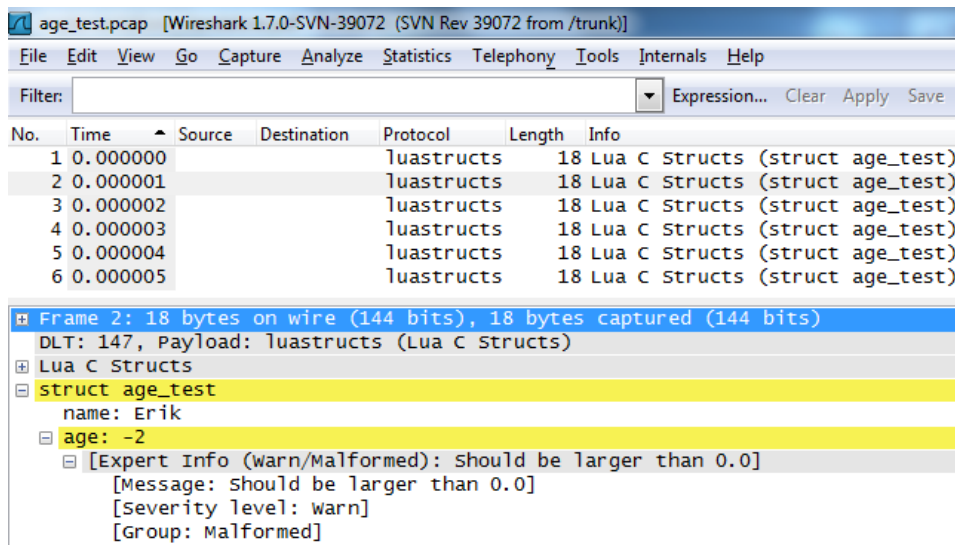 age_test.pcap [Wireshark 1.7.0-SVN-39072 (SVN Rev 39072 from /trunk)]
File Edit View Go Capture Analyze Statistics Telephony Tools Internals Help
Filter: Expression... Clear Apply Save
No. Time Source Destination Protocol Length Info
1 0.000000 luastructs 18 Lua C Structs (struct age_test)
2 0.000001 luastructs 18 Lua C Structs (struct age_test)
3 0.000002 luastructs 18 Lua C Structs (struct age_test)
4 0.000003 luastructs 18 Lua C Structs (struct age_test)
5 0.000004 luastructs 18 Lua C Structs (struct age_test)
6 0.000005 luastructs 18 Lua C Structs (struct age_test)
Frame 2: 18 bytes on wire (144 bits), 18 bytes captured (144 bits)
DLT: 147, Payload: luastructs (Lua C Structs)
Lua C Structs
struct age_test
name: Erik
age: -2
[Expert Info (Warn/Malformed): Should be larger than 0.0]
[Message: Should be larger than 0.0]
[Severity level: Warn]
[Group: Malformed]